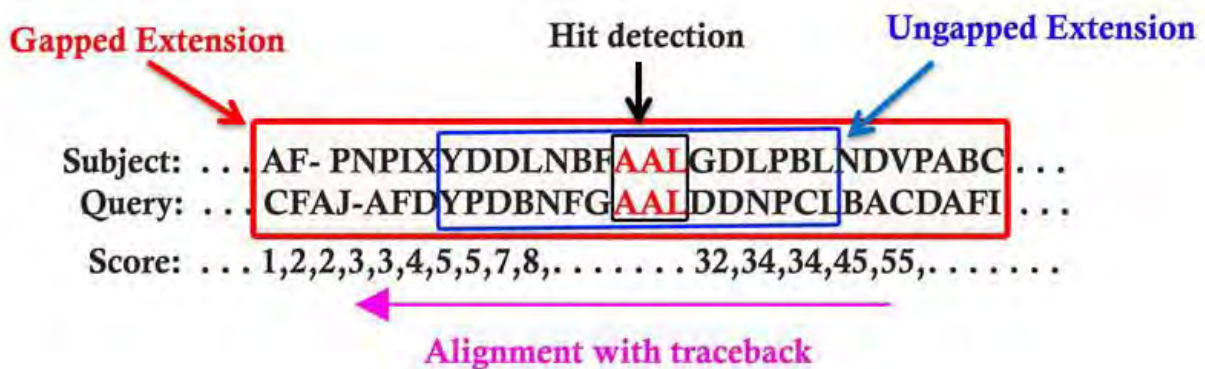 Gapped Extension Hit detection Ungapped Extension
Subject: . . . AF- PNPIXYDDLNBFAALGDLPBLNDVPABC . . .
Query: . . . CFAJ-AFDYPDBNFGAALDDNPCLBACDAFI . . .
Score: . . . 1,2,2,3,3,4,5,5,7,8,. . . . . . . 32,34,34,45,55,. . . . . . .
Alignment with traceback